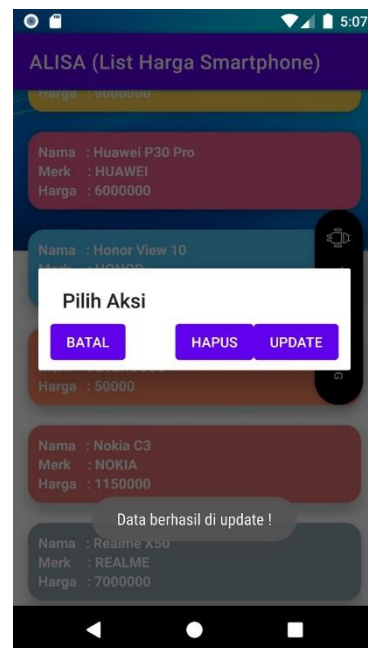 5:07
ALISA (List Harga Smartphone)
Harga : 9000000
Nama : Huawei P30 Pro
Merk : HUAWEI
Harga : 6000000
Nama : Honor View 10
Pilih Aksi
BATAL HAPUS UPDATE
Harga : 50000
Nama : Nokia C3
Merk : NOKIA
Harga : 1150000
Data berhasil di update !
Nama : Realme X50
Merk : REALME
Harga : 7000000